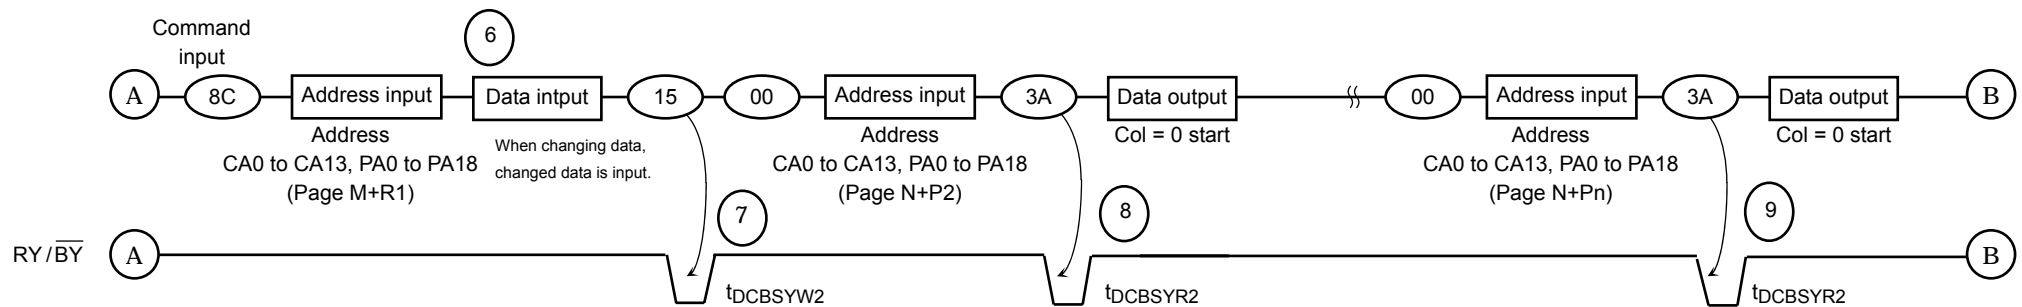 Command
input
6
A 8C Address input Data intput 15 00 Address input 3A Data output 00 Address input 3A Data output B
Address
CA0 to CA13, PA0 to PA18
(Page M+R1)
When changing data,
changed data is input.
Address
CA0 to CA13, PA0 to PA18
(Page N+P2)
Col = 0 start
Address
CA0 to CA13, PA0 to PA18
(Page N+Pn)
Col = 0 start
7
8
9
RY/BY A B
tDCBSYW2
tDCBSYR2
tDCBSYR2